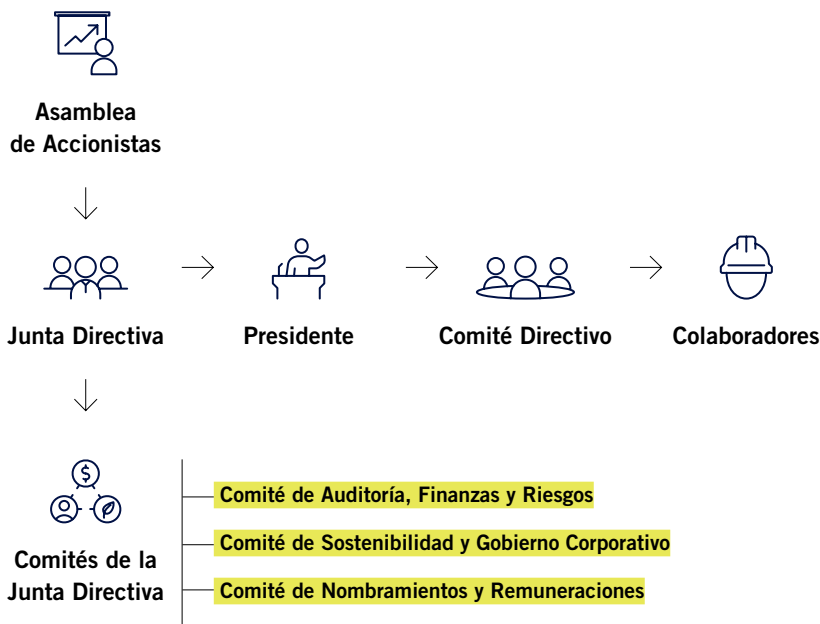 Asamblea
de Accionistas
Junta Directiva
Presidente
Comité Directivo
Colaboradores
$
Comités de la
Junta Directiva
Comité de Auditoría, Finanzas y Riesgos
Comité de Sostenibilidad y Gobierno Corporativo
Comité de Nombramientos y Remuneraciones